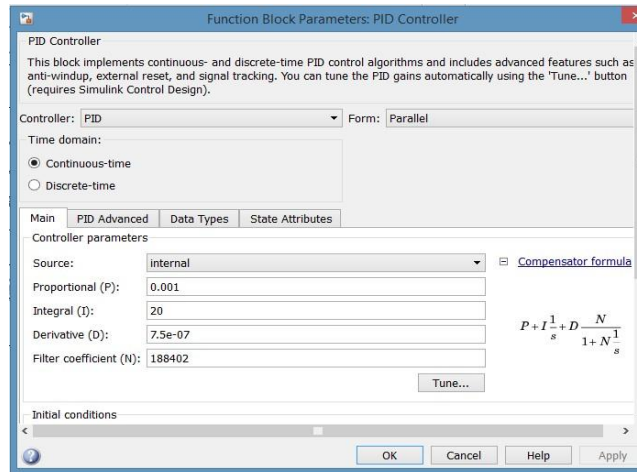 Function Block Parameters: PID Controller
PID Controller
This block implements continuous- and discrete-time PID control algorithms and includes advanced features such as
anti-windup, external reset, and signal tracking. You can tune the PID gains automatically using the 'Tune...' button
(requires Simulink Control Design).
Controller: PID Form: Parallel
Time domain:
Continuous-time
Discrete-time
Main PID Advanced Data Types State Attributes
Controller parameters
Source: internal Compensator formula
Proportional (P): 0.001
Integral (I): 20
Derivative (D): 7.5e-07
Filter coefficient (N): 188402
P + I 1/s + D N/(1 + N 1/s)
Tune...
Initial conditions
OK Cancel Help Apply